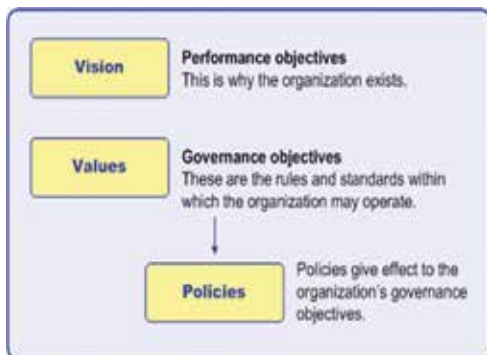 Vision
Performance objectives
This is why the organization exists.
Values
Governance objectives
These are the rules and standards within
which the organization may operate.
Policies
Policies give effect to the
organization's governance
objectives.